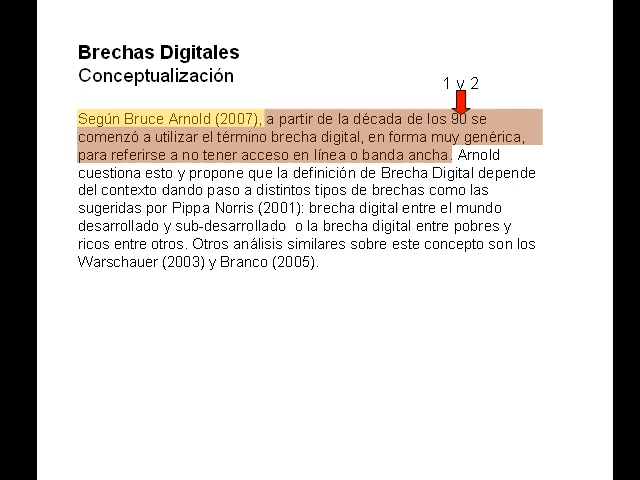 Brechas Digitales
Conceptualización
1 y 2
Según Bruce Arnold (2007), a partir de la década de los 90 se
comenzó a utilizar el término brecha digital, en forma muy genérica,
para referirse a no tener acceso en línea o banda ancha. Arnold
cuestiona esto y propone que la definición de Brecha Digital depende
del contexto dando paso a distintos tipos de brechas como las
sugeridas por Pippa Norris (2001): brecha digital entre el mundo
desarrollado y sub-desarrollado o la brecha digital entre pobres y
ricos entre otros. Otros análisis similares sobre este concepto son los
Warschauer (2003) y Branco (2005).